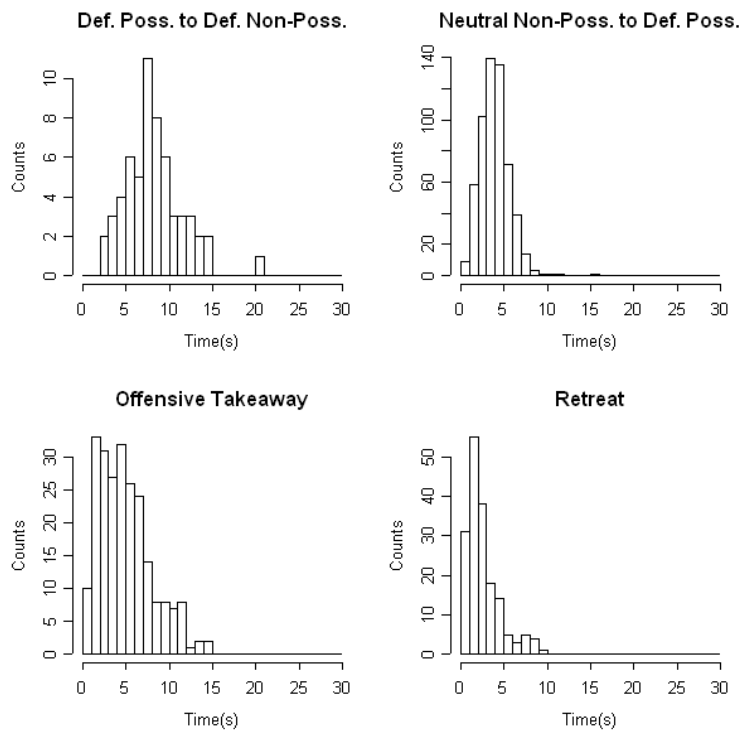 Def. Poss. to Def. Non-Poss.
Counts
0 2 4 6 8 10
0 5 10 15 20 25 30
Time(s)
Neutral Non-Poss. to Def. Poss.
Counts
0 20 60 100 140
0 5 10 15 20 25 30
Time(s)
Offensive Takeaway
Counts
0 5 10 15 20 25 30
0 5 10 15 20 25 30
Time(s)
Retreat
Counts
0 10 20 30 40 50
0 5 10 15 20 25 30
Time(s)